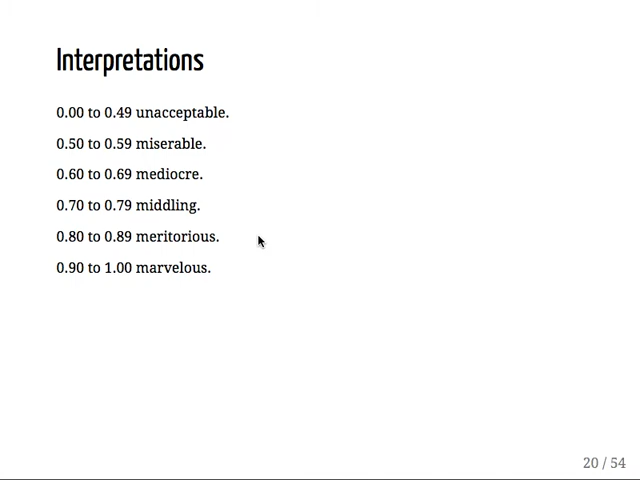 Interpretations
0.00 to 0.49 unacceptable.
0.50 to 0.59 miserable.
0.60 to 0.69 mediocre.
0.70 to 0.79 middling.
0.80 to 0.89 meritorious.
0.90 to 1.00 marvelous.
20 / 54